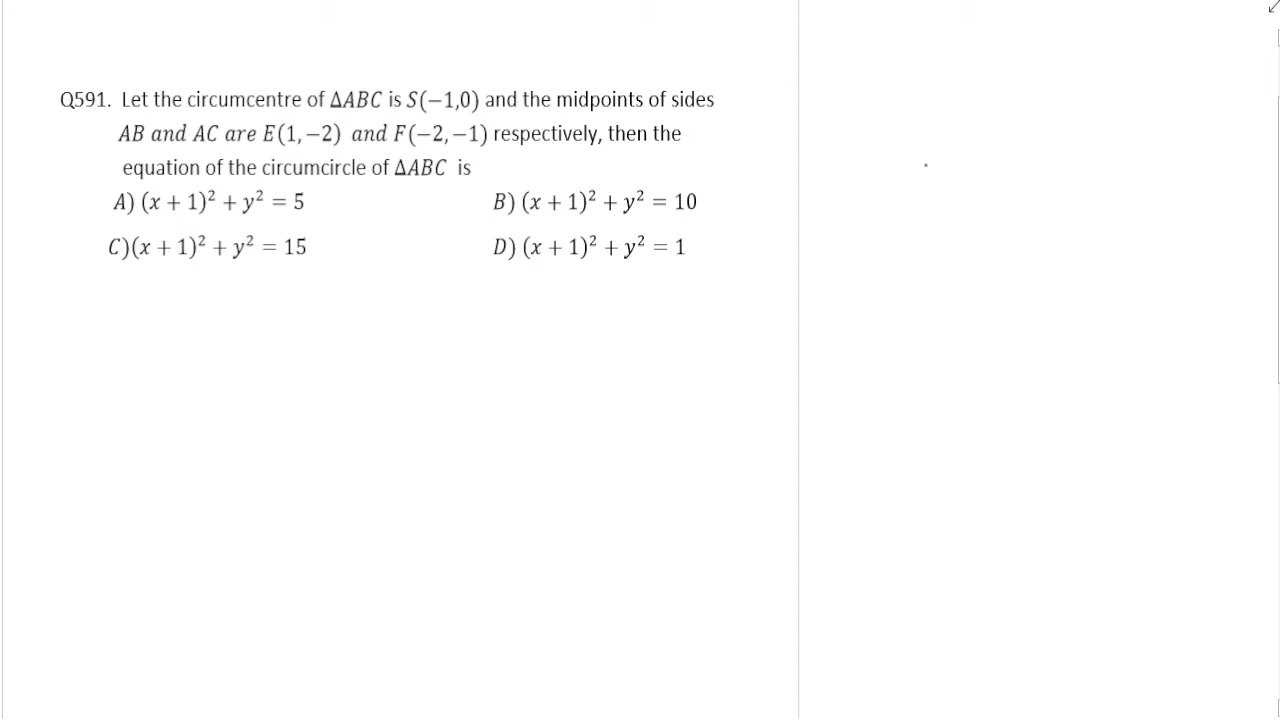 Q591. Let the circumcentre of ΔABC is S(−1,0) and the midpoints of sides
AB and AC are E(1,−2) and F(−2,−1) respectively, then the
equation of the circumcircle of ΔABC is
A) (x + 1)² + y² = 5 B) (x + 1)² + y² = 10
C)(x + 1)² + y² = 15 D) (x + 1)² + y² = 1